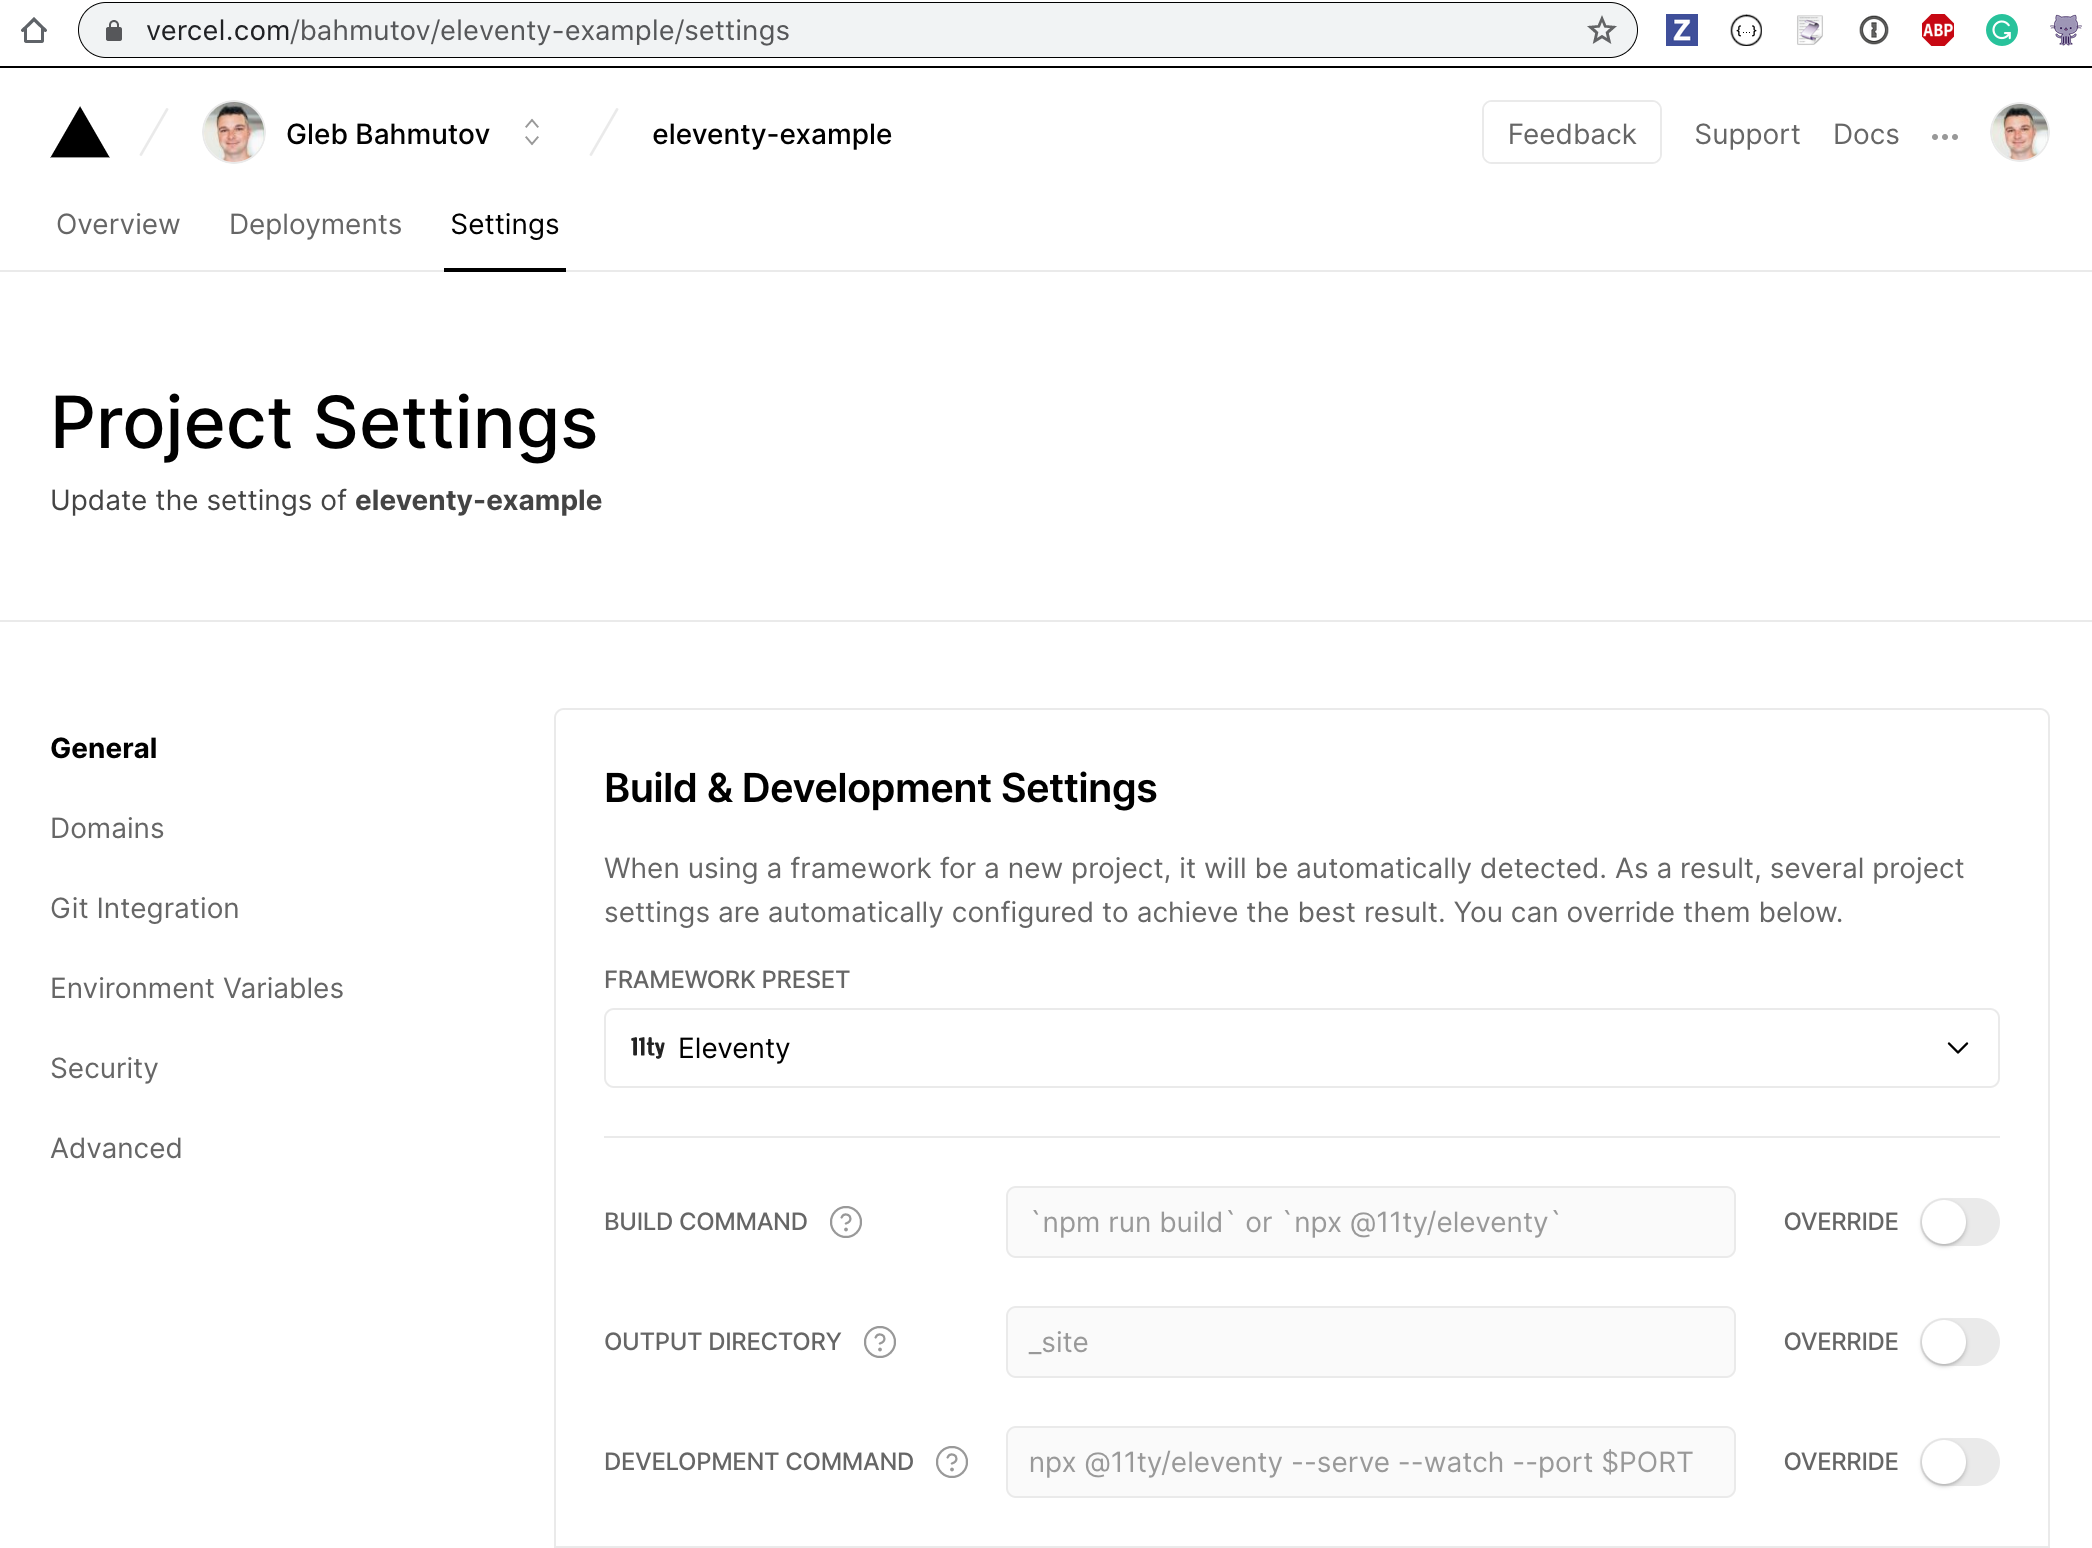 vercel.com/bahmutov/eleventy-example/settings
Z
{...}
ABP
G
Gleb Bahmutov
eleventy-example
Feedback
Support
Docs
Overview
Deployments
Settings
Project Settings
Update the settings of eleventy-example
General
Domains
Git Integration
Environment Variables
Security
Advanced
Build & Development Settings
When using a framework for a new project, it will be automatically detected. As a result, several project
settings are automatically configured to achieve the best result. You can override them below.
FRAMEWORK PRESET
11ty Eleventy
BUILD COMMAND ?
`npm run build` or `npx @11ty/eleventy`
OVERRIDE
OUTPUT DIRECTORY ?
_site
OVERRIDE
DEVELOPMENT COMMAND ?
npx @11ty/eleventy --serve --watch --port $PORT
OVERRIDE